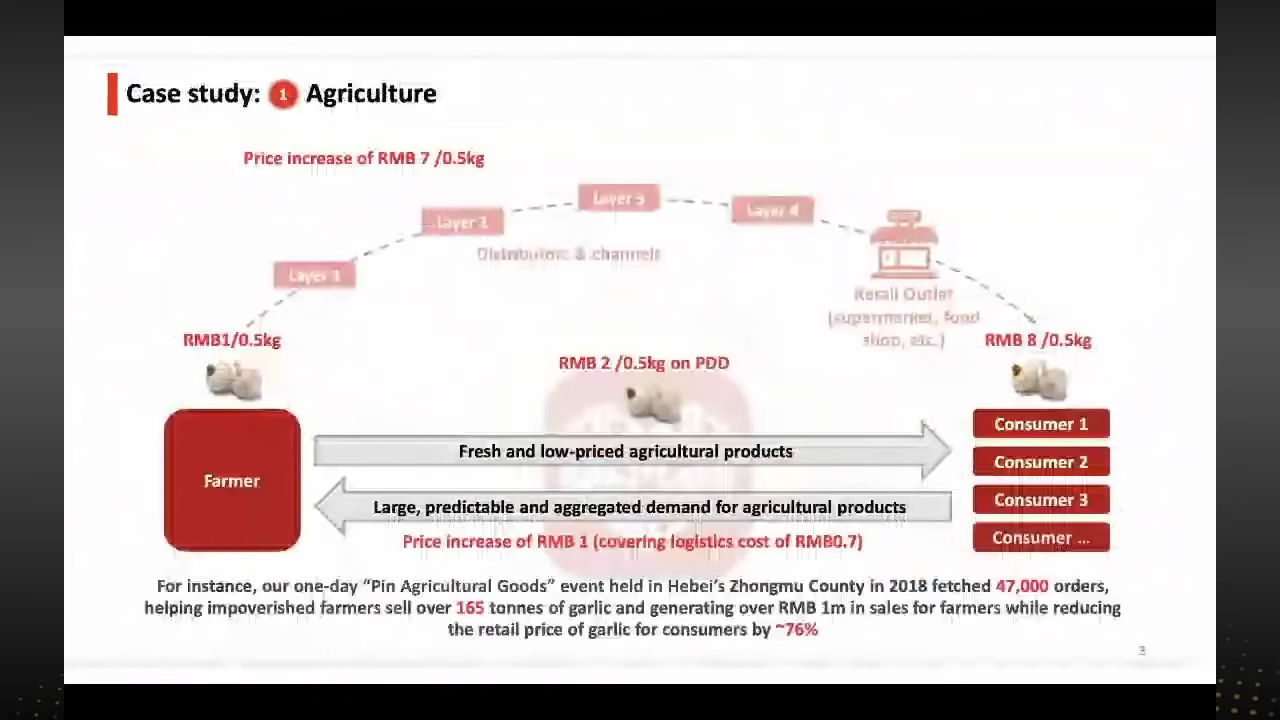 Case study: 1 Agriculture
Price increase of RMB 7 /0.5kg
Layer 3
Layer 2
Layer 4
Distributors & channels
Layer 1
Retail Outlet
(supermarket, food
shop, etc.)
RMB1/0.5kg
RMB 8 /0.5kg
RMB 2 /0.5kg on PDD
Farmer
Fresh and low-priced agricultural products
Large, predictable and aggregated demand for agricultural products
Price increase of RMB 1 (covering logistics cost of RMB0.7)
Consumer 1
Consumer 2
Consumer 3
Consumer ...
For instance, our one-day “Pin Agricultural Goods” event held in Hebei’s Zhongmu County in 2018 fetched 47,000 orders,
helping impoverished farmers sell over 165 tonnes of garlic and generating over RMB 1m in sales for farmers while reducing
the retail price of garlic for consumers by ~76%
3